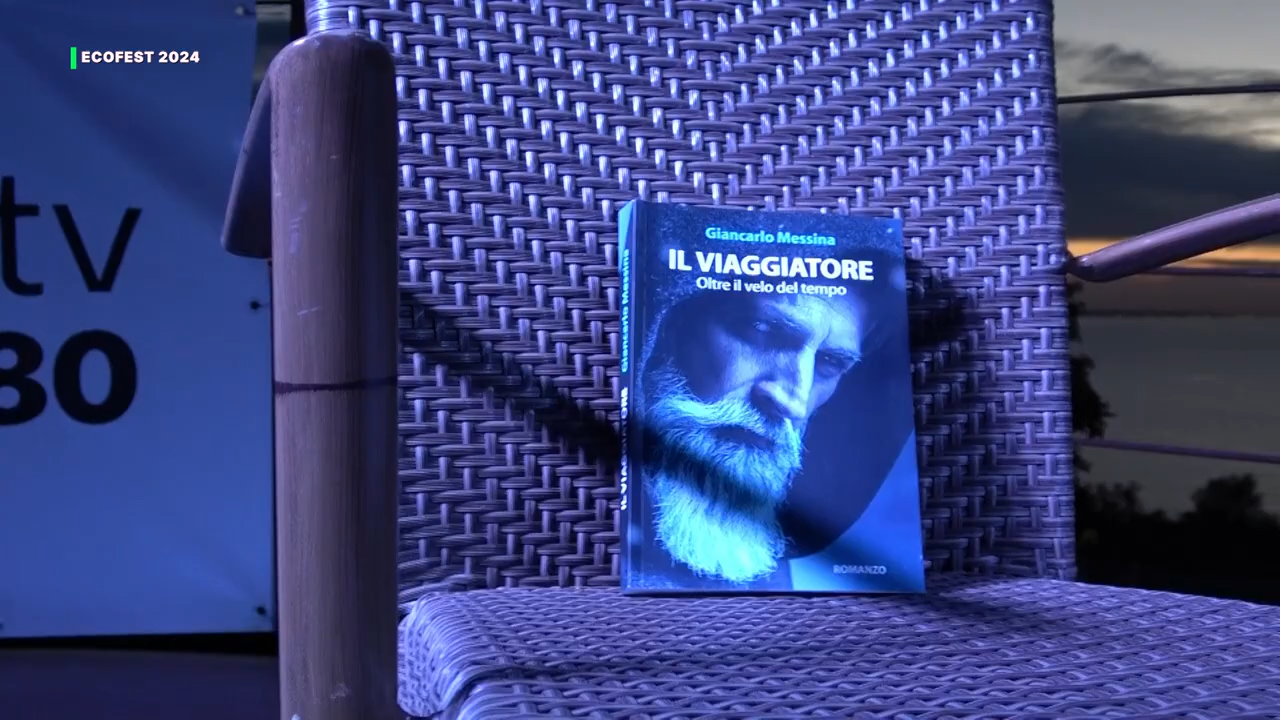 ECOFEST 2024
tv
80
Giancarlo Messina
IL VIAGGIATORE
Oltre il velo del tempo
ROMANZO
Giancarlo Messina
IL VIAGGIATORE